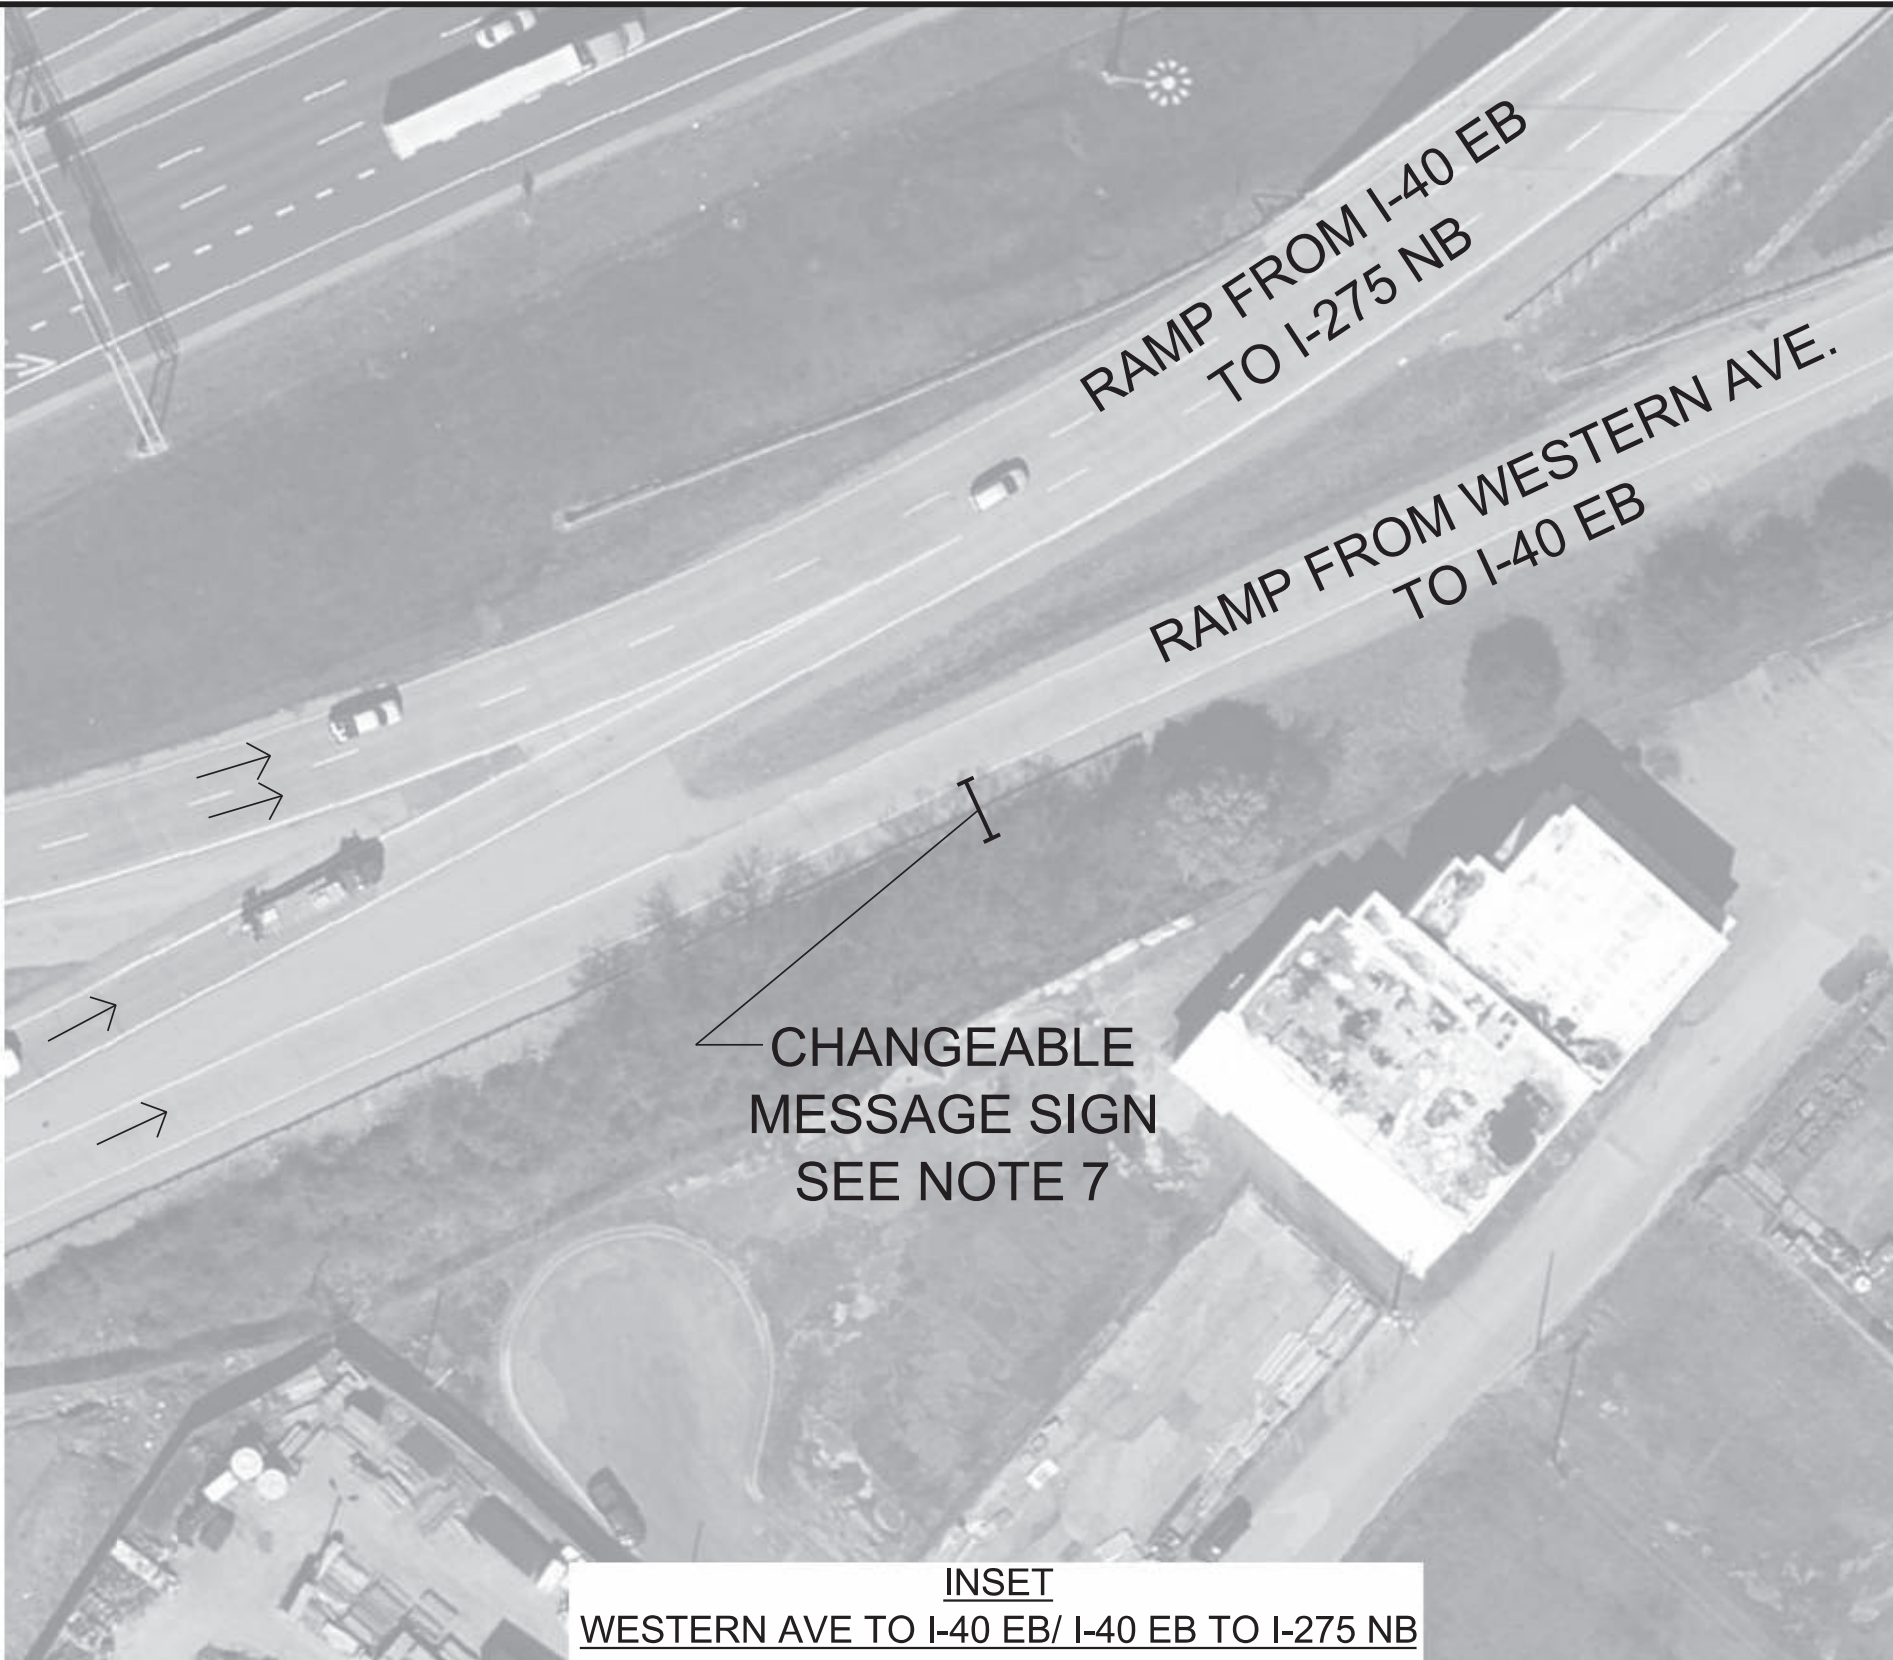 RAMP FROM I-40 EB
TO I-275 NB
RAMP FROM WESTERN AVE.
TO I-40 EB
CHANGEABLE
MESSAGE SIGN
SEE NOTE 7
INSET
WESTERN AVE TO I-40 EB/ I-40 EB TO I-275 NB